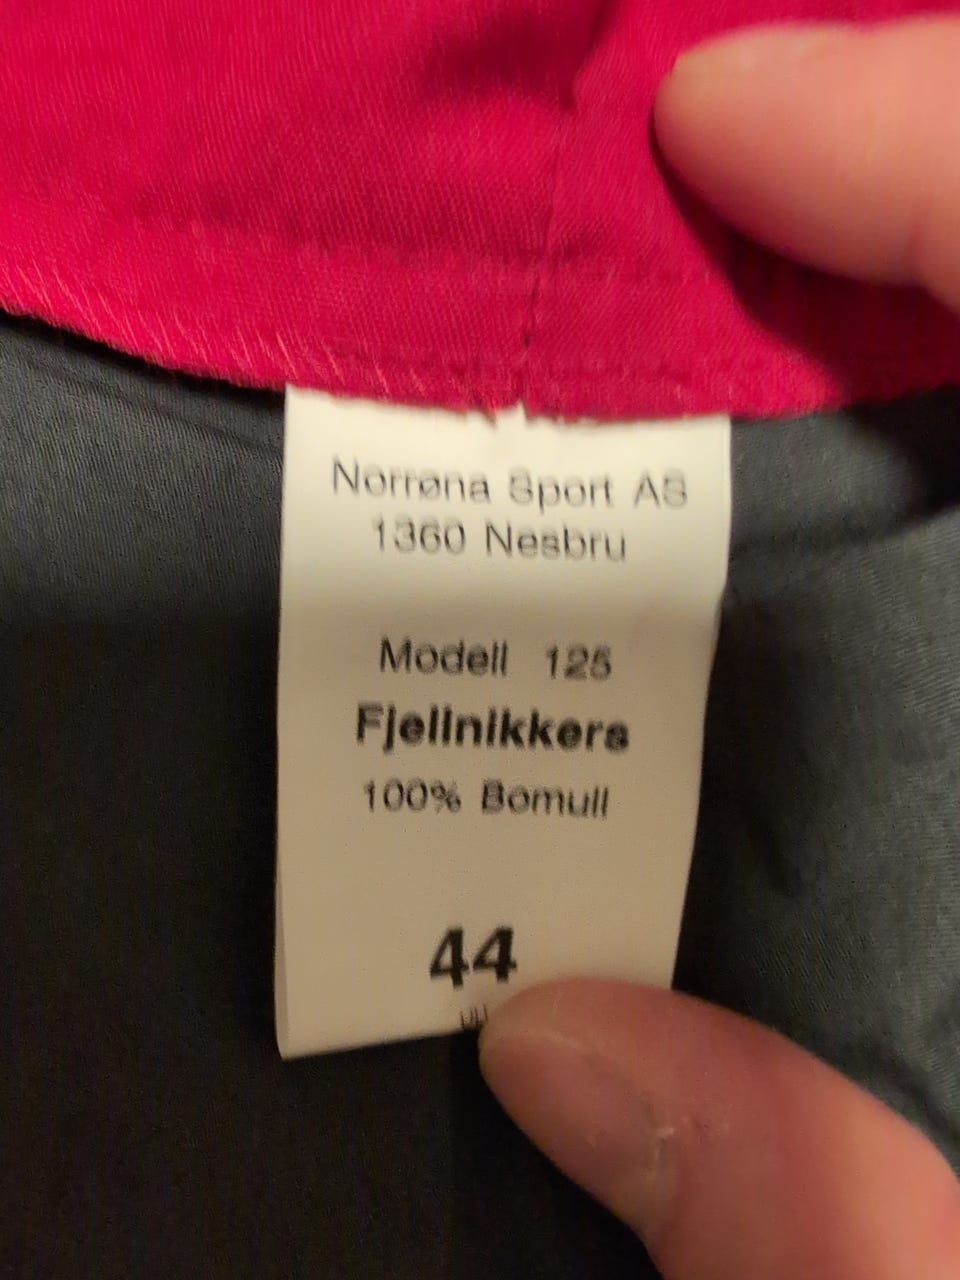 Norrøna Sport AS
1360 Nesbru
Modell 125
Fjellnikkers
100% Bomull
44